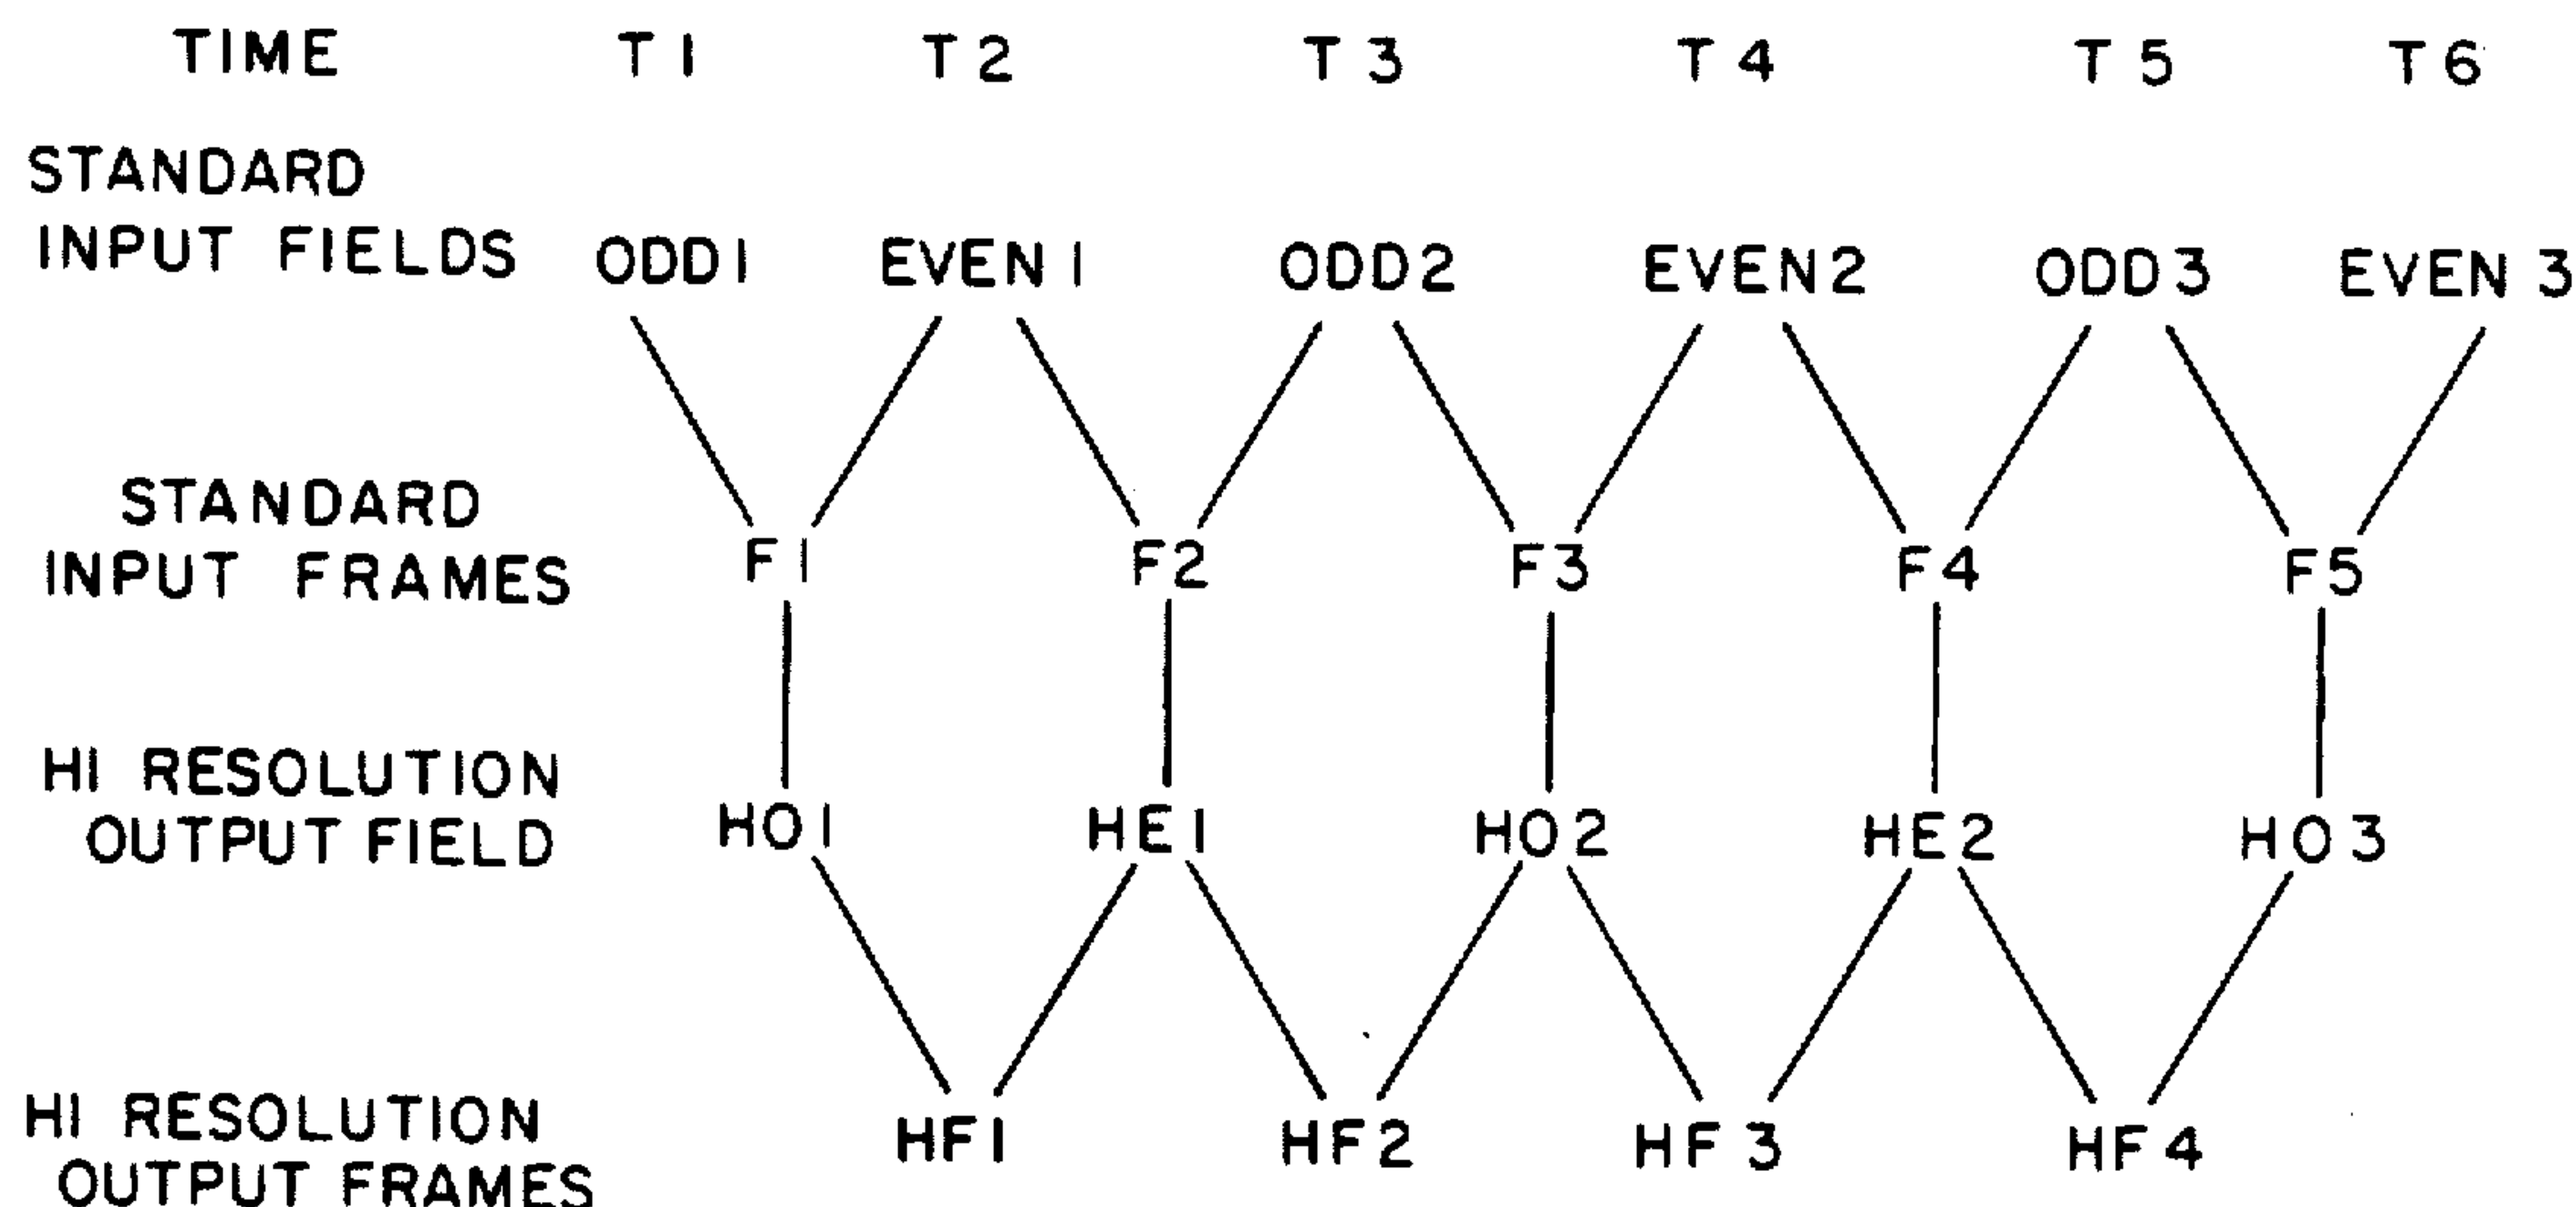 TIME T1 T2 T3 T4 T5 T6
STANDARD
INPUT FIELDS ODD1 EVEN1 ODD2 EVEN2 ODD3 EVEN3
STANDARD
INPUT FRAMES F1 F2 F3 F4 F5
HI RESOLUTION
OUTPUT FIELD HO1 HE1 HO2 HE2 HO3
HI RESOLUTION
OUTPUT FRAMES HF1 HF2 HF3 HF4